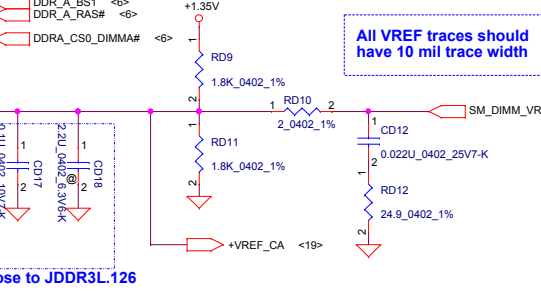 DDR_A_BS1 <6>
DDR_A_RAS# <6>
DDRA_CS0_DIMMA# <6>
+1.35V
All VREF traces should
have 10 mil trace width
1
RD9
1.8K_0402_1%
2
1 RD10 2
2_0402_1%
SM_DIMM_VR
1
RD11
1.8K_0402_1%
2
1
CD12
0.022U_0402_25V7-K
2
1
RD12
24.9_0402_1%
2
0.1U_0402_10V7-K
1
CD17
2
2.2U_0402_6.3V6-K
1
CD18
@
2
+VREF_CA <19>
ose to JDDR3L.126